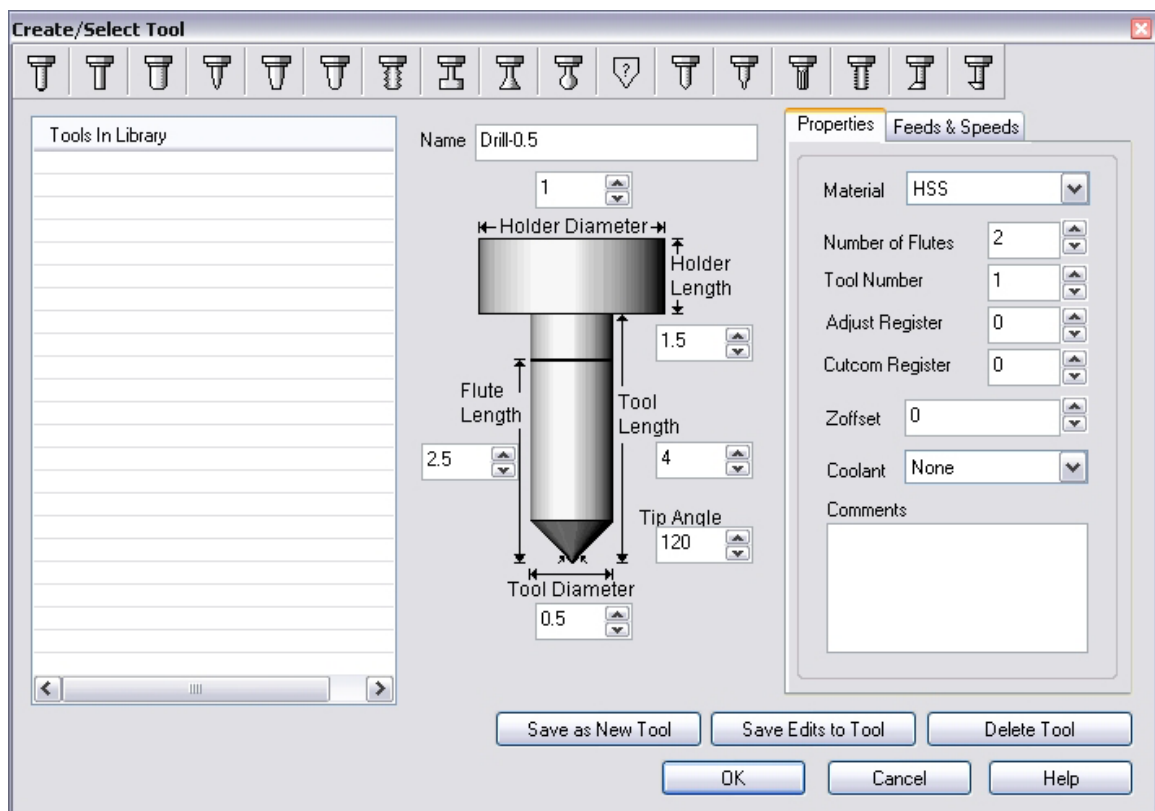 Create/Select Tool
?
Tools In Library
Name Drill-0.5
1
Holder Diameter
Holder
Length
1.5
Flute
Length
2.5
Tool
Length
4
Tip Angle
120
Tool Diameter
0.5
Properties Feeds & Speeds
Material HSS
Number of Flutes 2
Tool Number 1
Adjust Register 0
Cutcom Register 0
Zoffset 0
Coolant None
Comments
Save as New Tool Save Edits to Tool Delete Tool
OK Cancel Help